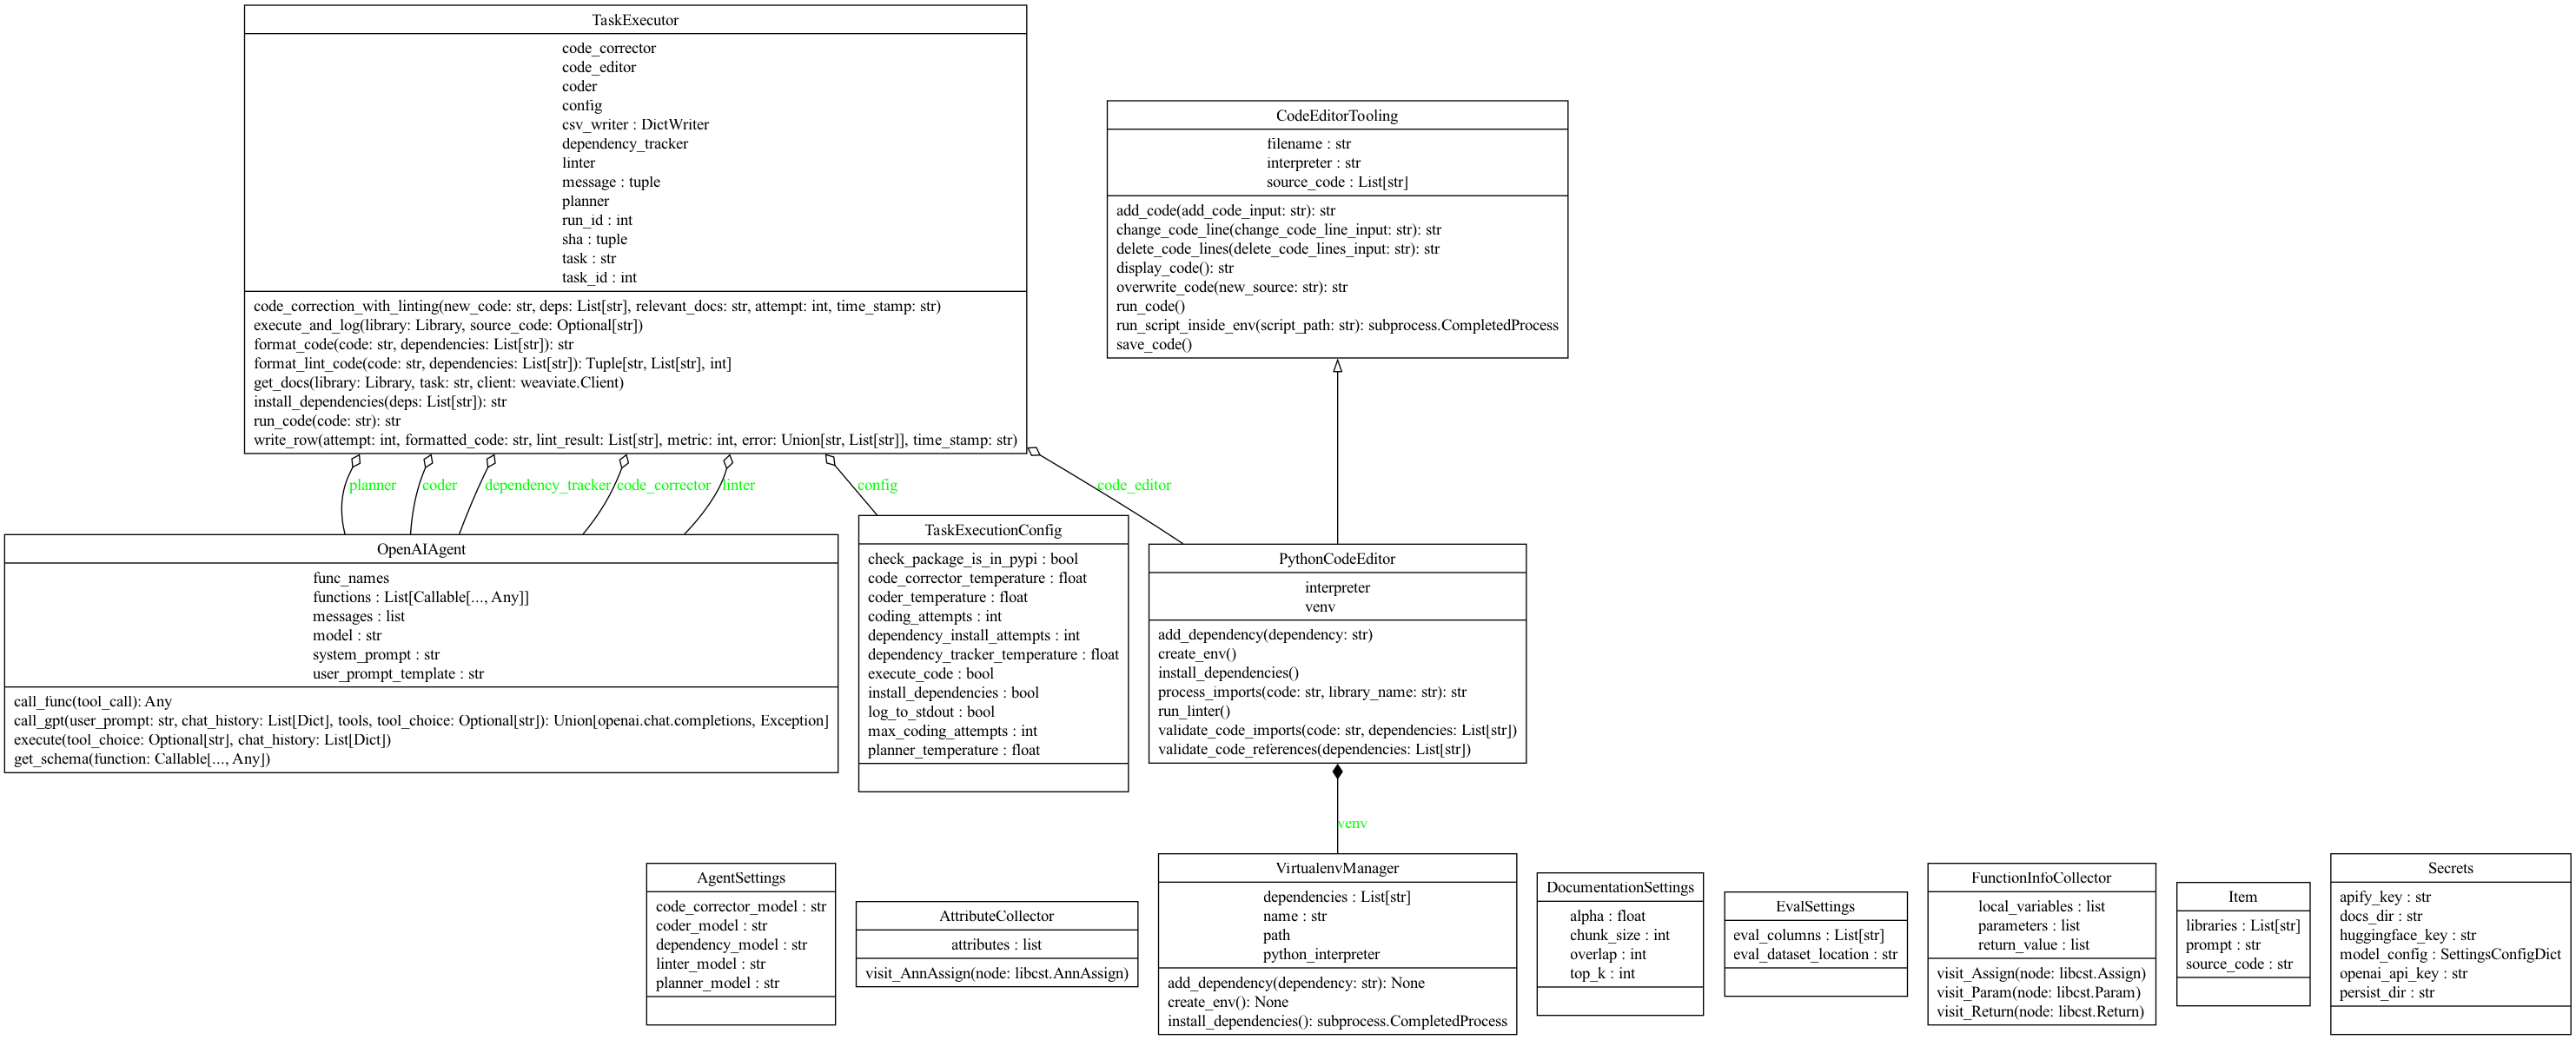 TaskExecutor
code_corrector
code_editor
coder
config
csv_writer : DictWriter
dependency_tracker
linter
message : tuple
planner
run_id : int
sha : tuple
task : str
task_id : int
code_correction_with_linting(new_code: str, deps: List[str], relevant_docs: str, attempt: int, time_stamp: str)
execute_and_log(library: Library, source_code: Optional[str])
format_code(code: str, dependencies: List[str]): str
format_lint_code(code: str, dependencies: List[str]): Tuple[str, List[str], int]
get_docs(library: Library, task: str, client: weaviate.Client)
install_dependencies(deps: List[str]): str
run_code(code: str): str
write_row(attempt: int, formatted_code: str, lint_result: List[str], metric: int, error: Union[str, List[str]], time_stamp: str)
CodeEditorTooling
filename : str
interpreter : str
source_code : List[str]
add_code(add_code_input: str): str
change_code_line(change_code_line_input: str): str
delete_code_lines(delete_code_lines_input: str): str
display_code(): str
overwrite_code(new_source: str): str
run_code()
run_script_inside_env(script_path: str): subprocess.CompletedProcess
save_code()
planner
coder
dependency_tracker
code_corrector
linter
config
code_editor
OpenAIAgent
func_names
functions : List[Callable[..., Any]]
messages : list
model : str
system_prompt : str
user_prompt_template : str
call_func(tool_call): Any
call_gpt(user_prompt: str, chat_history: List[Dict], tools, tool_choice: Optional[str]): Union[openai.chat.completions, Exception]
execute(tool_choice: Optional[str], chat_history: List[Dict])
get_schema(function: Callable[..., Any])
TaskExecutionConfig
check_package_is_in_pypi : bool
code_corrector_temperature : float
coder_temperature : float
coding_attempts : int
dependency_install_attempts : int
dependency_tracker_temperature : float
execute_code : bool
install_dependencies : bool
log_to_stdout : bool
max_coding_attempts : int
planner_temperature : float
PythonCodeEditor
interpreter
venv
add_dependency(dependency: str)
create_env()
install_dependencies()
process_imports(code: str, library_name: str): str
run_linter()
validate_code_imports(code: str, dependencies: List[str])
validate_code_references(dependencies: List[str])
venv
AgentSettings
code_corrector_model : str
coder_model : str
dependency_model : str
linter_model : str
planner_model : str
AttributeCollector
attributes : list
visit_AnnAssign(node: libcst.AnnAssign)
VirtualenvManager
dependencies : List[str]
name : str
path
python_interpreter
add_dependency(dependency: str): None
create_env(): None
install_dependencies(): subprocess.CompletedProcess
DocumentationSettings
alpha : float
chunk_size : int
overlap : int
top_k : int
EvalSettings
eval_columns : List[str]
eval_dataset_location : str
FunctionInfoCollector
local_variables : list
parameters : list
return_value : list
visit_Assign(node: libcst.Assign)
visit_Param(node: libcst.Param)
visit_Return(node: libcst.Return)
Item
libraries : List[str]
prompt : str
source_code : str
Secrets
apify_key : str
docs_dir : str
huggingface_key : str
model_config : SettingsConfigDict
openai_api_key : str
persist_dir : str